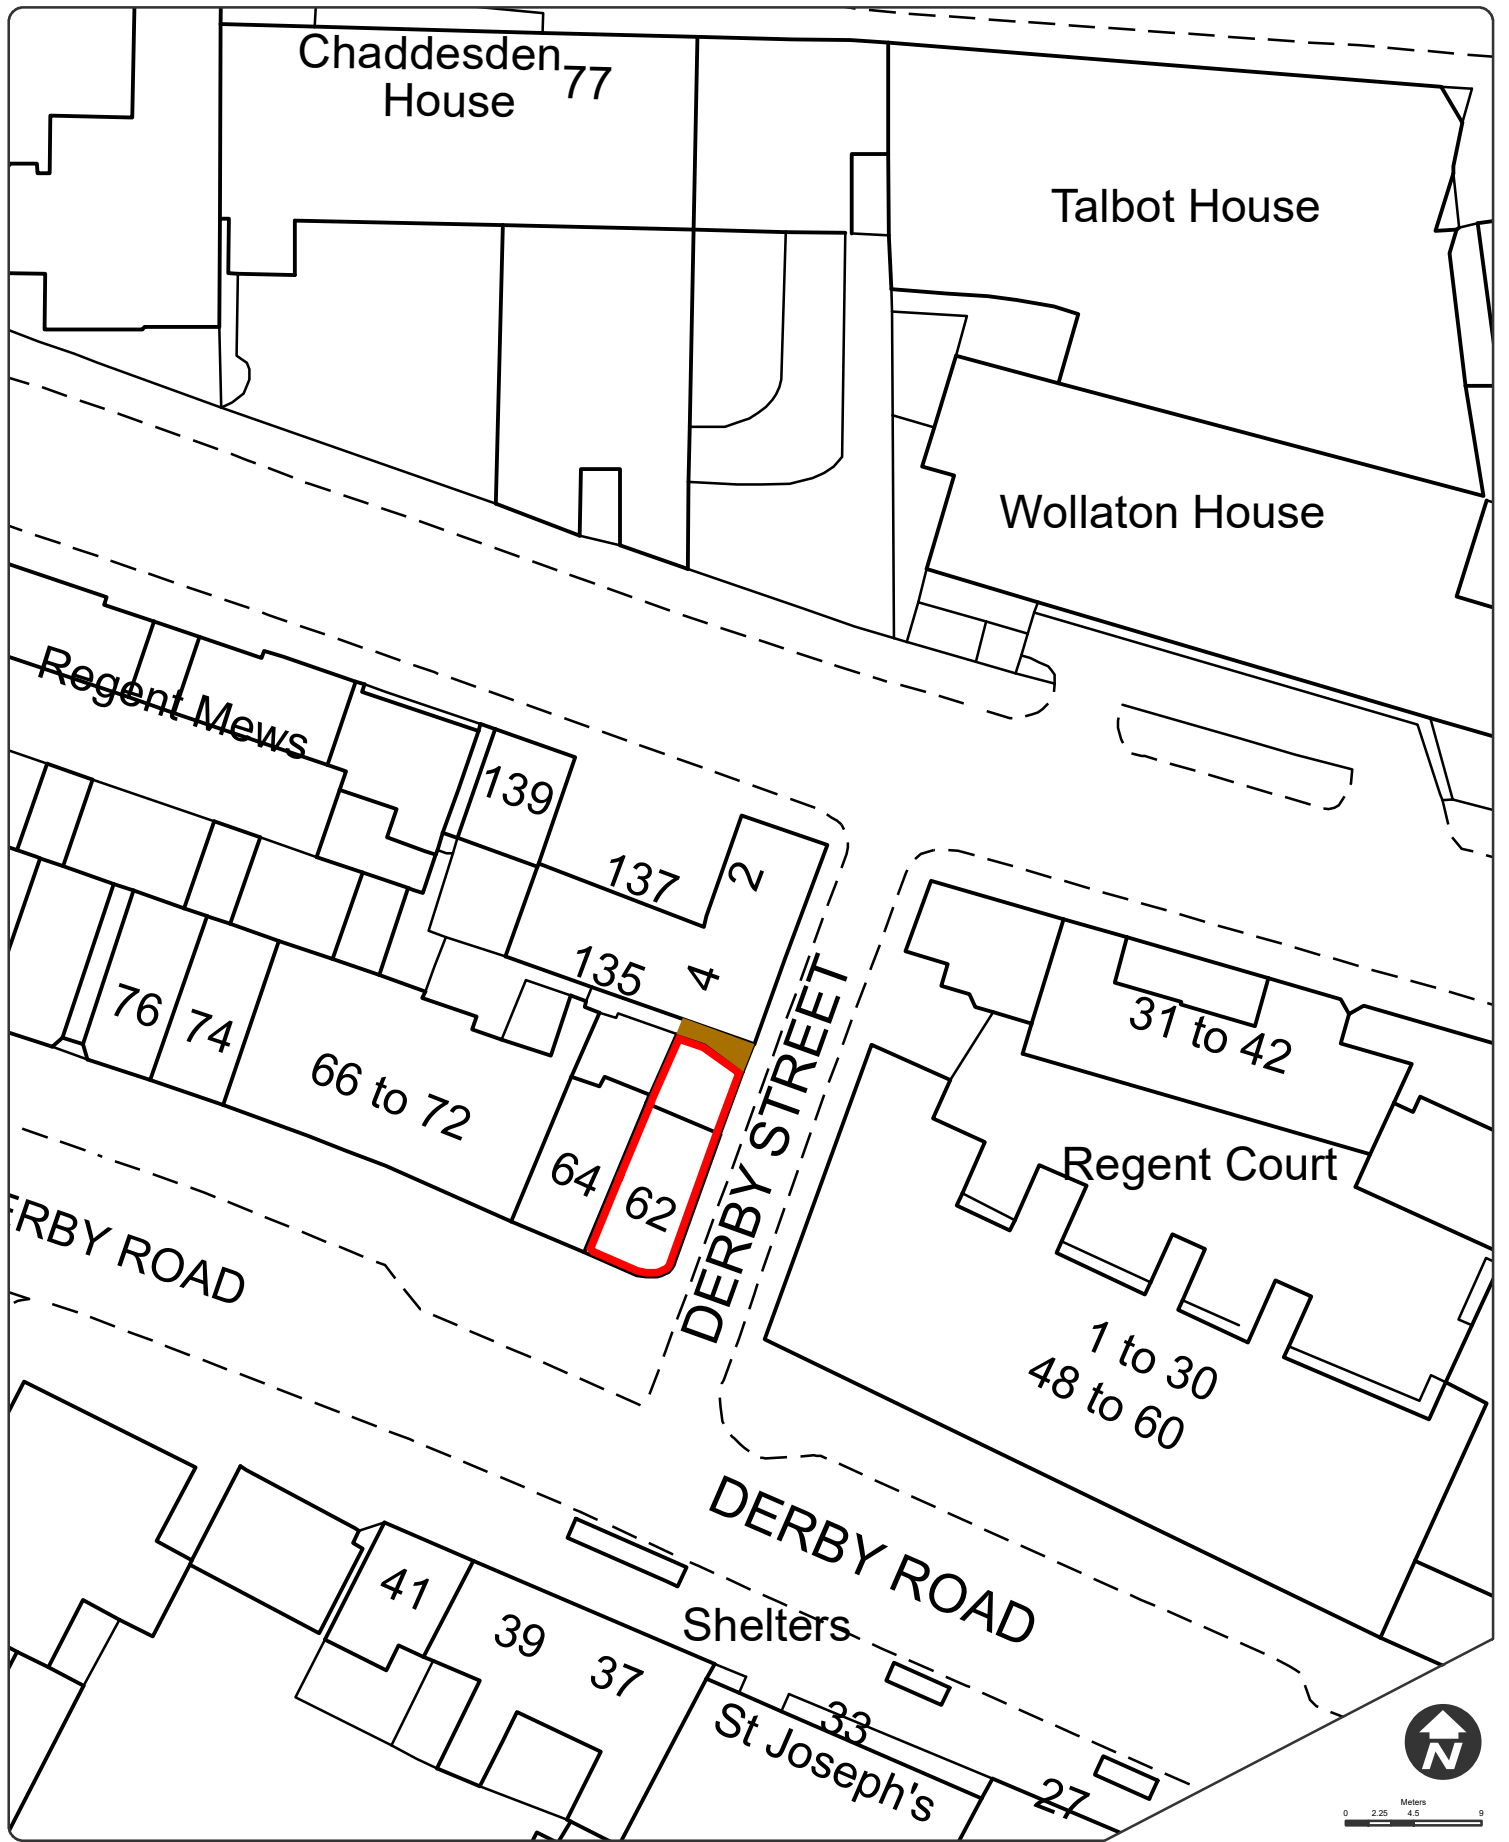 Chaddesden
House
77
Talbot House
Wollaton House
Regent Mews
139
137
2
135
4
76
74
66 to 72
64
62
DERBY STREET
31 to 42
Regent Court
1 to 30
48 to 60
ERBY ROAD
DERBY ROAD
41
39
37
Shelters
33
St Joseph's
27
N
Meters
0 2.25 4.5 9